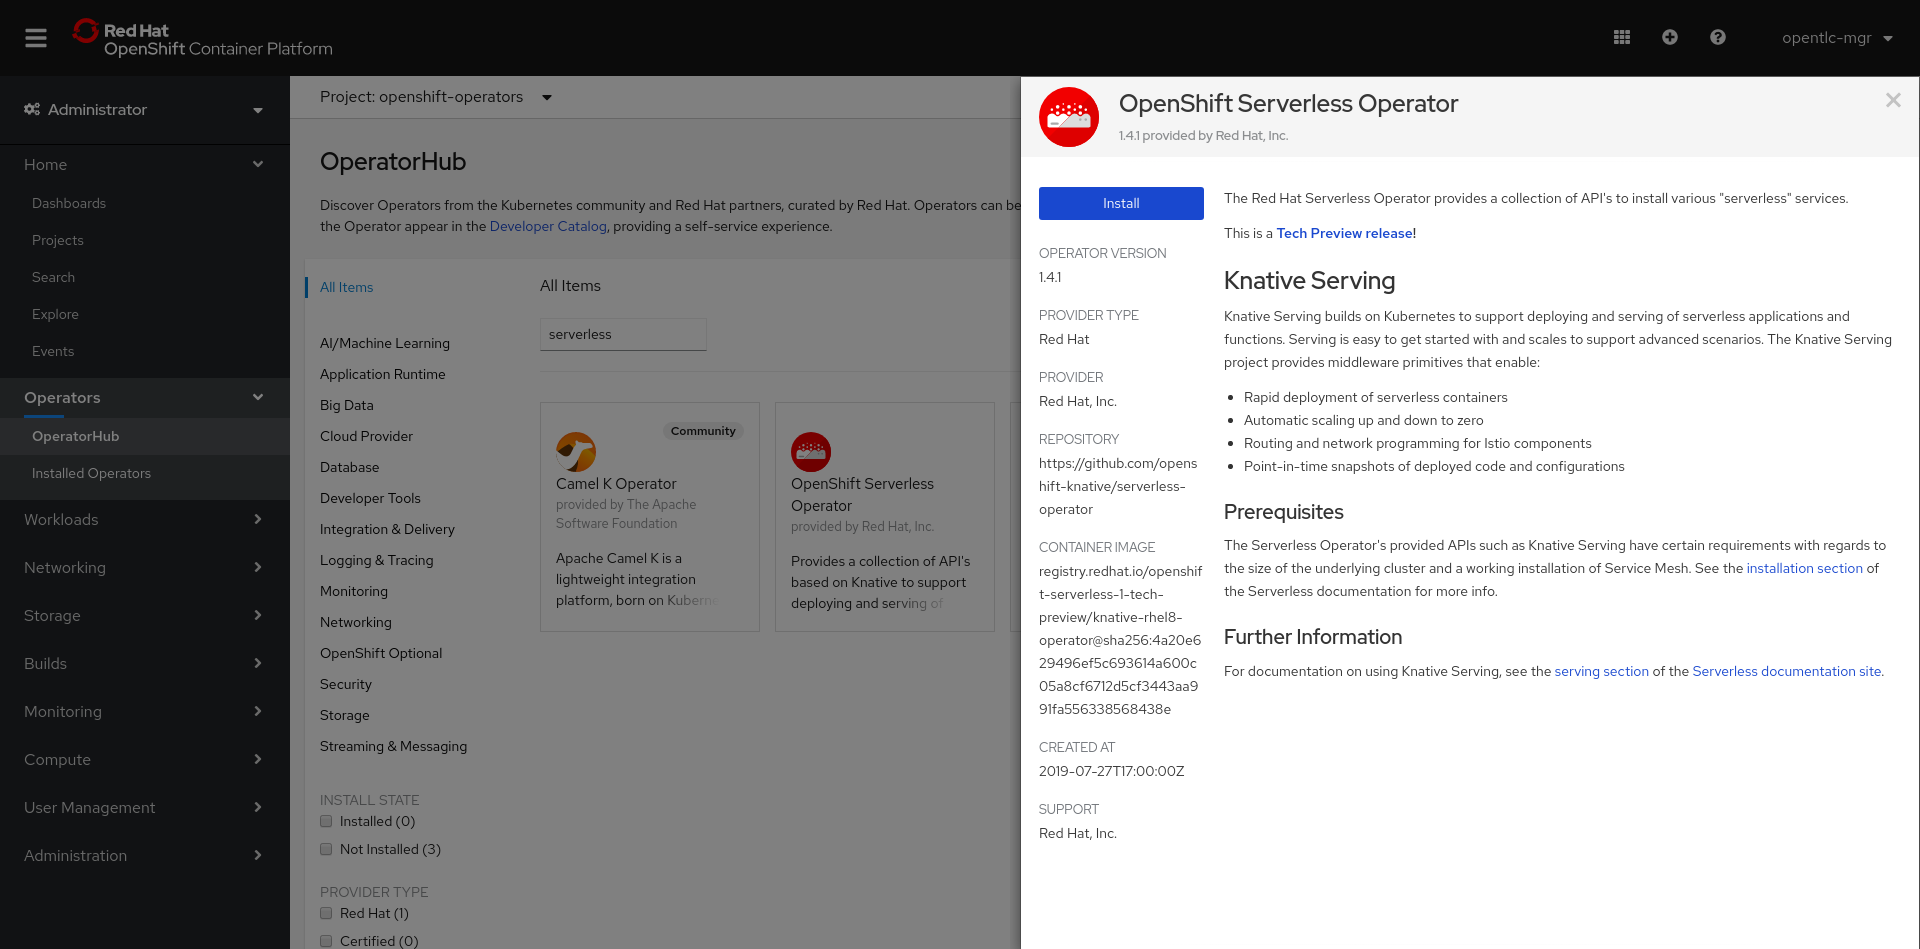 Red Hat
OpenShift Container Platform
opentlc-mgr
Administrator
Home
Dashboards
Projects
Search
Explore
Events
Operators
OperatorHub
Installed Operators
Workloads
Networking
Storage
Builds
Monitoring
Compute
User Management
Administration
Project: openshift-operators
OperatorHub
Discover Operators from the Kubernetes community and Red Hat partners, curated by Red Hat. Operators can be
the Operator appear in the Developer Catalog, providing a self-service experience.
All Items
AI/Machine Learning
Application Runtime
Big Data
Cloud Provider
Database
Developer Tools
Integration & Delivery
Logging & Tracing
Monitoring
Networking
OpenShift Optional
Security
Storage
Streaming & Messaging
INSTALL STATE
Installed (0)
Not Installed (3)
PROVIDER TYPE
Red Hat (1)
Certified (0)
All Items
serverless
Community
Camel K Operator
provided by The Apache
Software Foundation
Apache Camel K is a
lightweight integration
platform, born on Kuberne
OpenShift Serverless
Operator
provided by Red Hat, Inc.
Provides a collection of API's
based on Knative to support
deploying and serving of
OpenShift Serverless Operator
1.4.1 provided by Red Hat, Inc.
Install
OPERATOR VERSION
1.4.1
PROVIDER TYPE
Red Hat
PROVIDER
Red Hat, Inc.
REPOSITORY
https://github.com/opens
hift-knative/serverless-
operator
CONTAINER IMAGE
registry.redhat.io/openshif
t-serverless-1-tech-
preview/knative-rhel8-
operator@sha256:4a20e6
29496ef5c693614a600c
05a8cf6712d5cf3443aa9
91fa556338568438e
CREATED AT
2019-07-27T17:00:00Z
SUPPORT
Red Hat, Inc.
The Red Hat Serverless Operator provides a collection of API's to install various "serverless" services.
This is a Tech Preview release!
Knative Serving
Knative Serving builds on Kubernetes to support deploying and serving of serverless applications and
functions. Serving is easy to get started with and scales to support advanced scenarios. The Knative Serving
project provides middleware primitives that enable:
• Rapid deployment of serverless containers
• Automatic scaling up and down to zero
• Routing and network programming for Istio components
• Point-in-time snapshots of deployed code and configurations
Prerequisites
The Serverless Operator's provided APIs such as Knative Serving have certain requirements with regards to
the size of the underlying cluster and a working installation of Service Mesh. See the installation section of
the Serverless documentation for more info.
Further Information
For documentation on using Knative Serving, see the serving section of the Serverless documentation site.